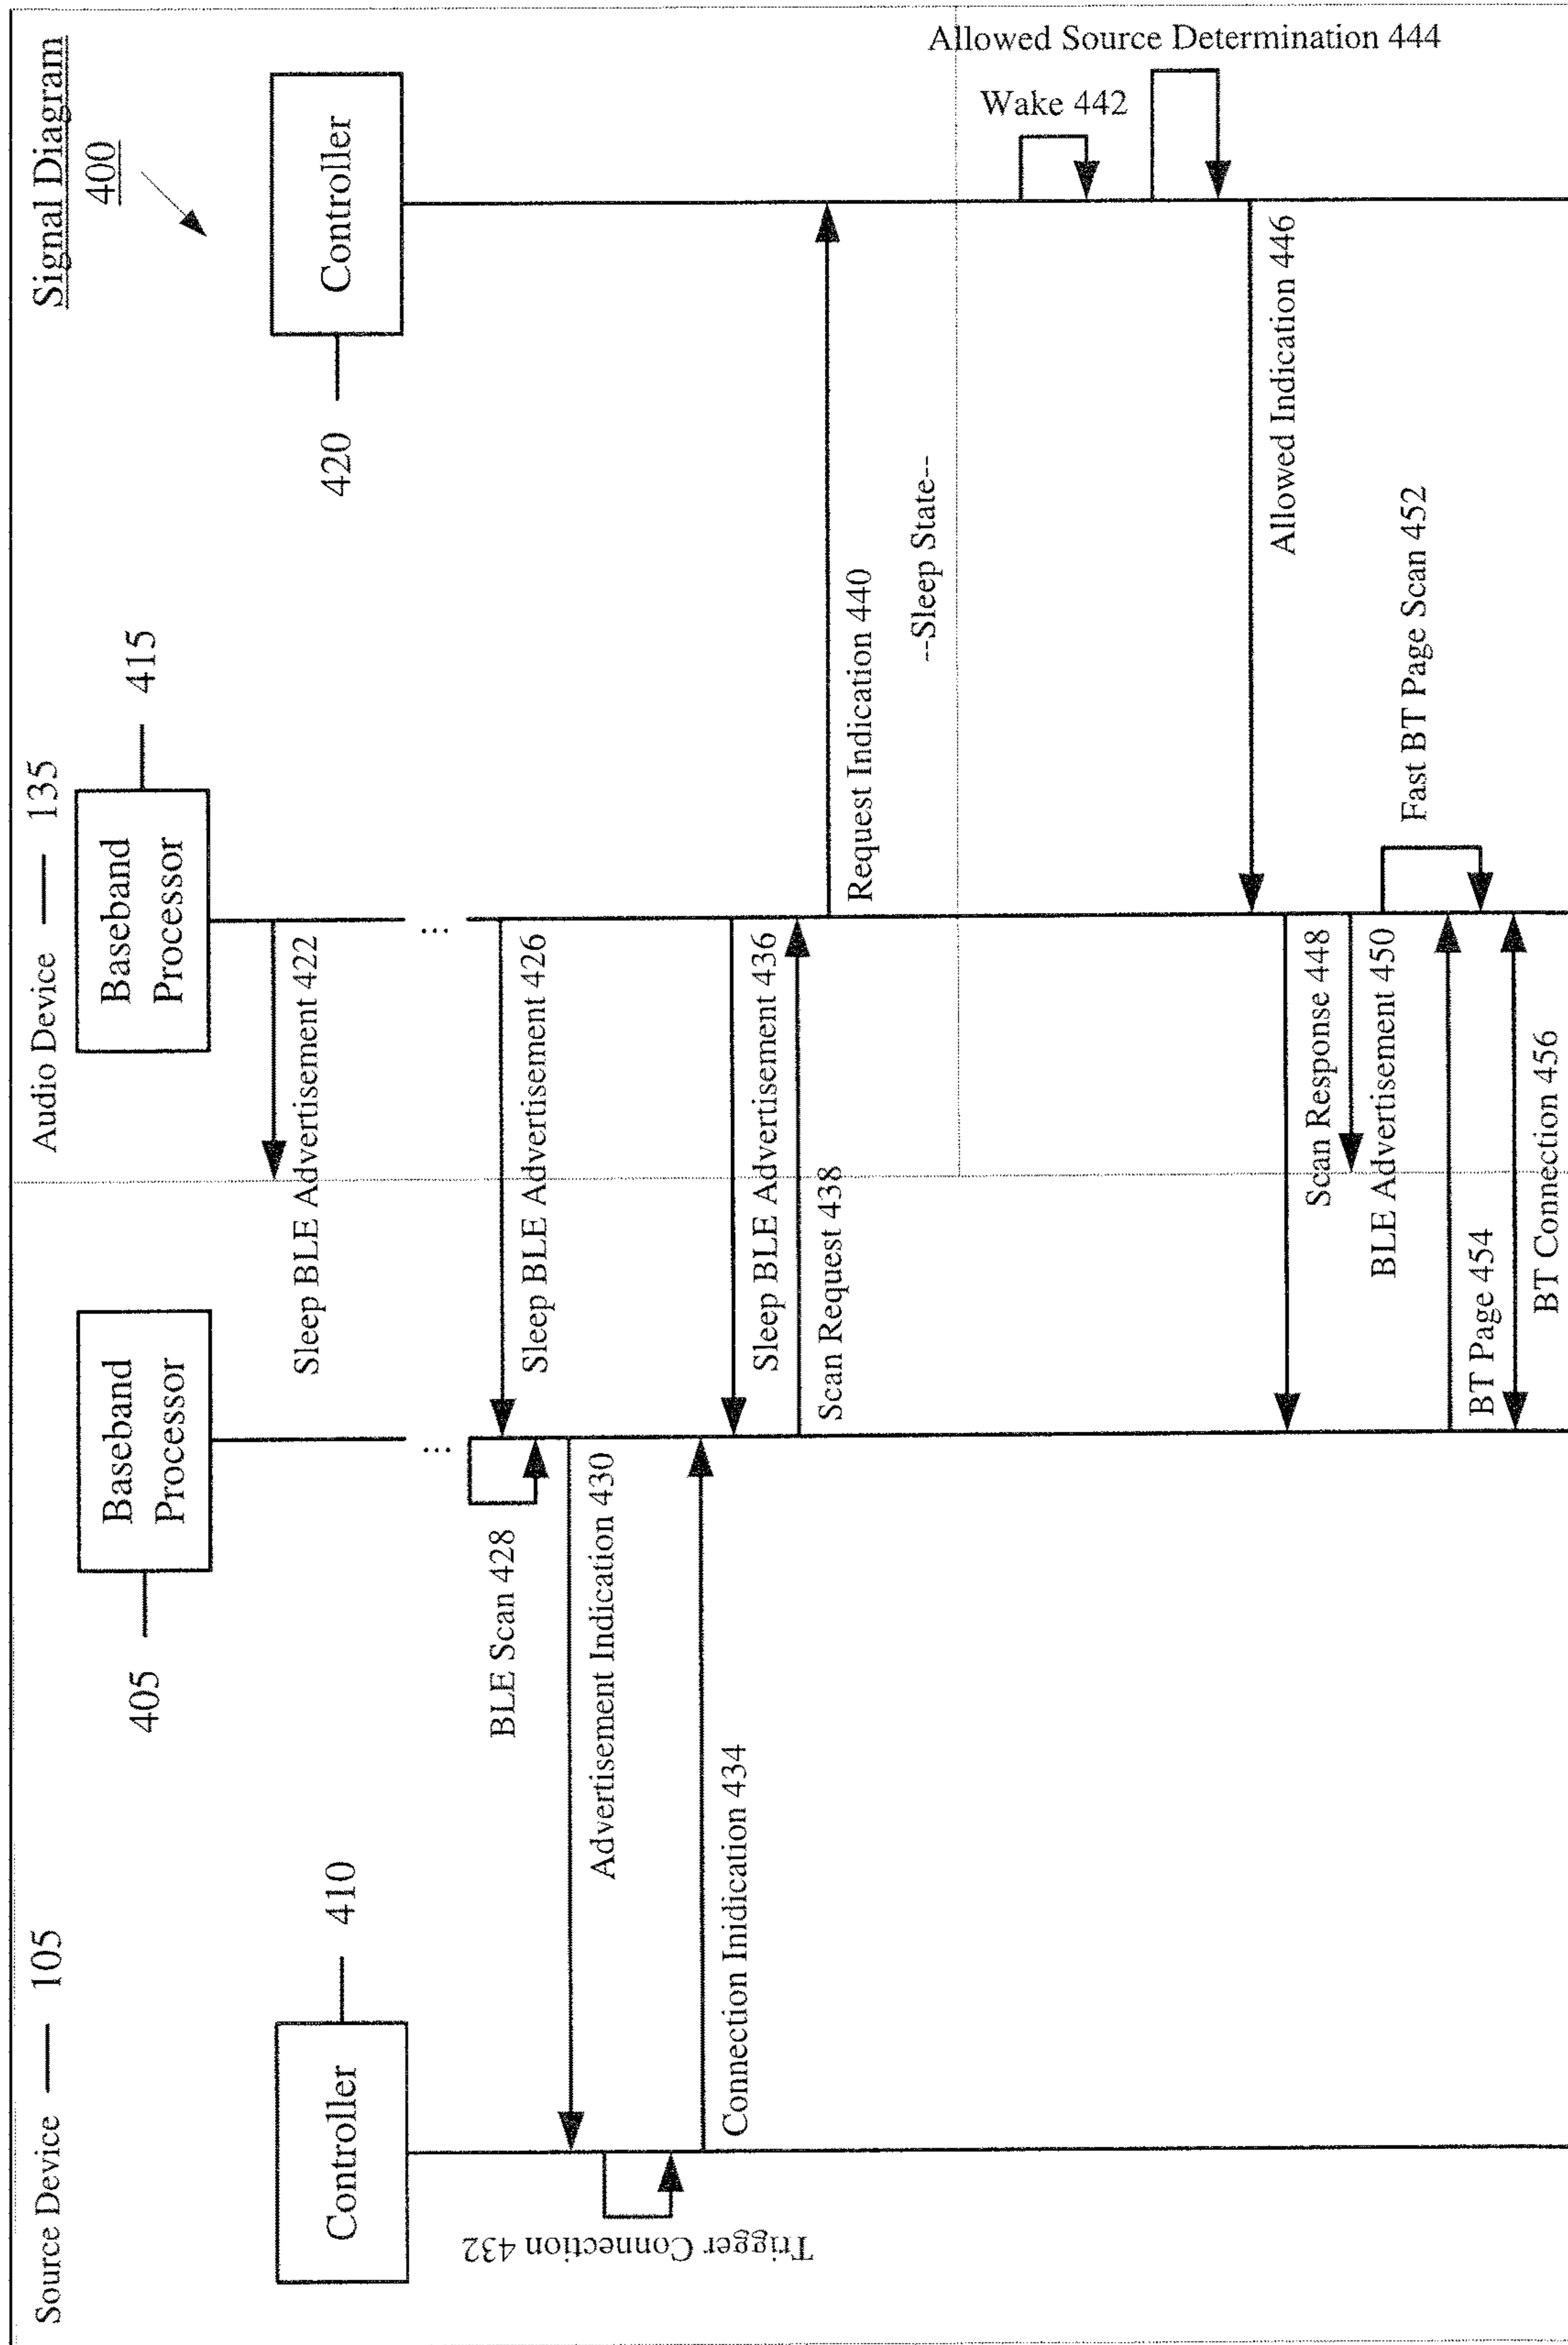 Signal Diagram
400
Source Device — 105
Audio Device — 135
Controller
410
Baseband
Processor
405
Baseband
Processor
415
Controller
420
Sleep BLE Advertisement 422
...
...
Sleep BLE Advertisement 426
BLE Scan 428
Advertisement Indication 430
Trigger Connection 432
Connection Inidication 434
Sleep BLE Advertisement 436
Scan Request 438
Request Indication 440
--Sleep State--
Wake 442
Allowed Source Determination 444
Allowed Indication 446
Scan Response 448
BLE Advertisement 450
Fast BT Page Scan 452
BT Page 454
BT Connection 456